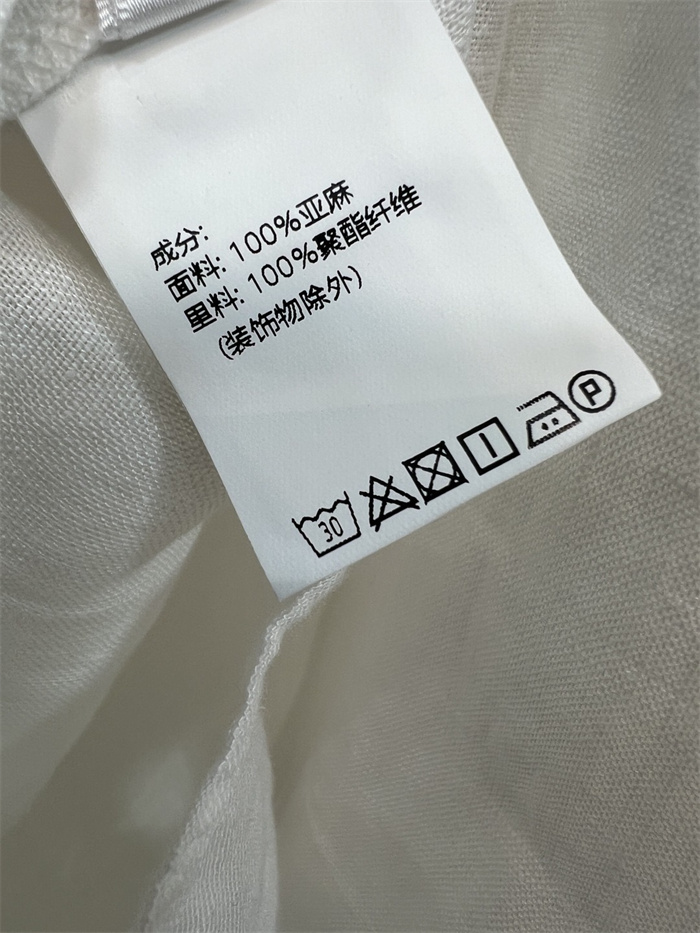 成分:
面料: 100%亚麻
里料: 100%聚酯纤维
(装饰物除外)
30
P